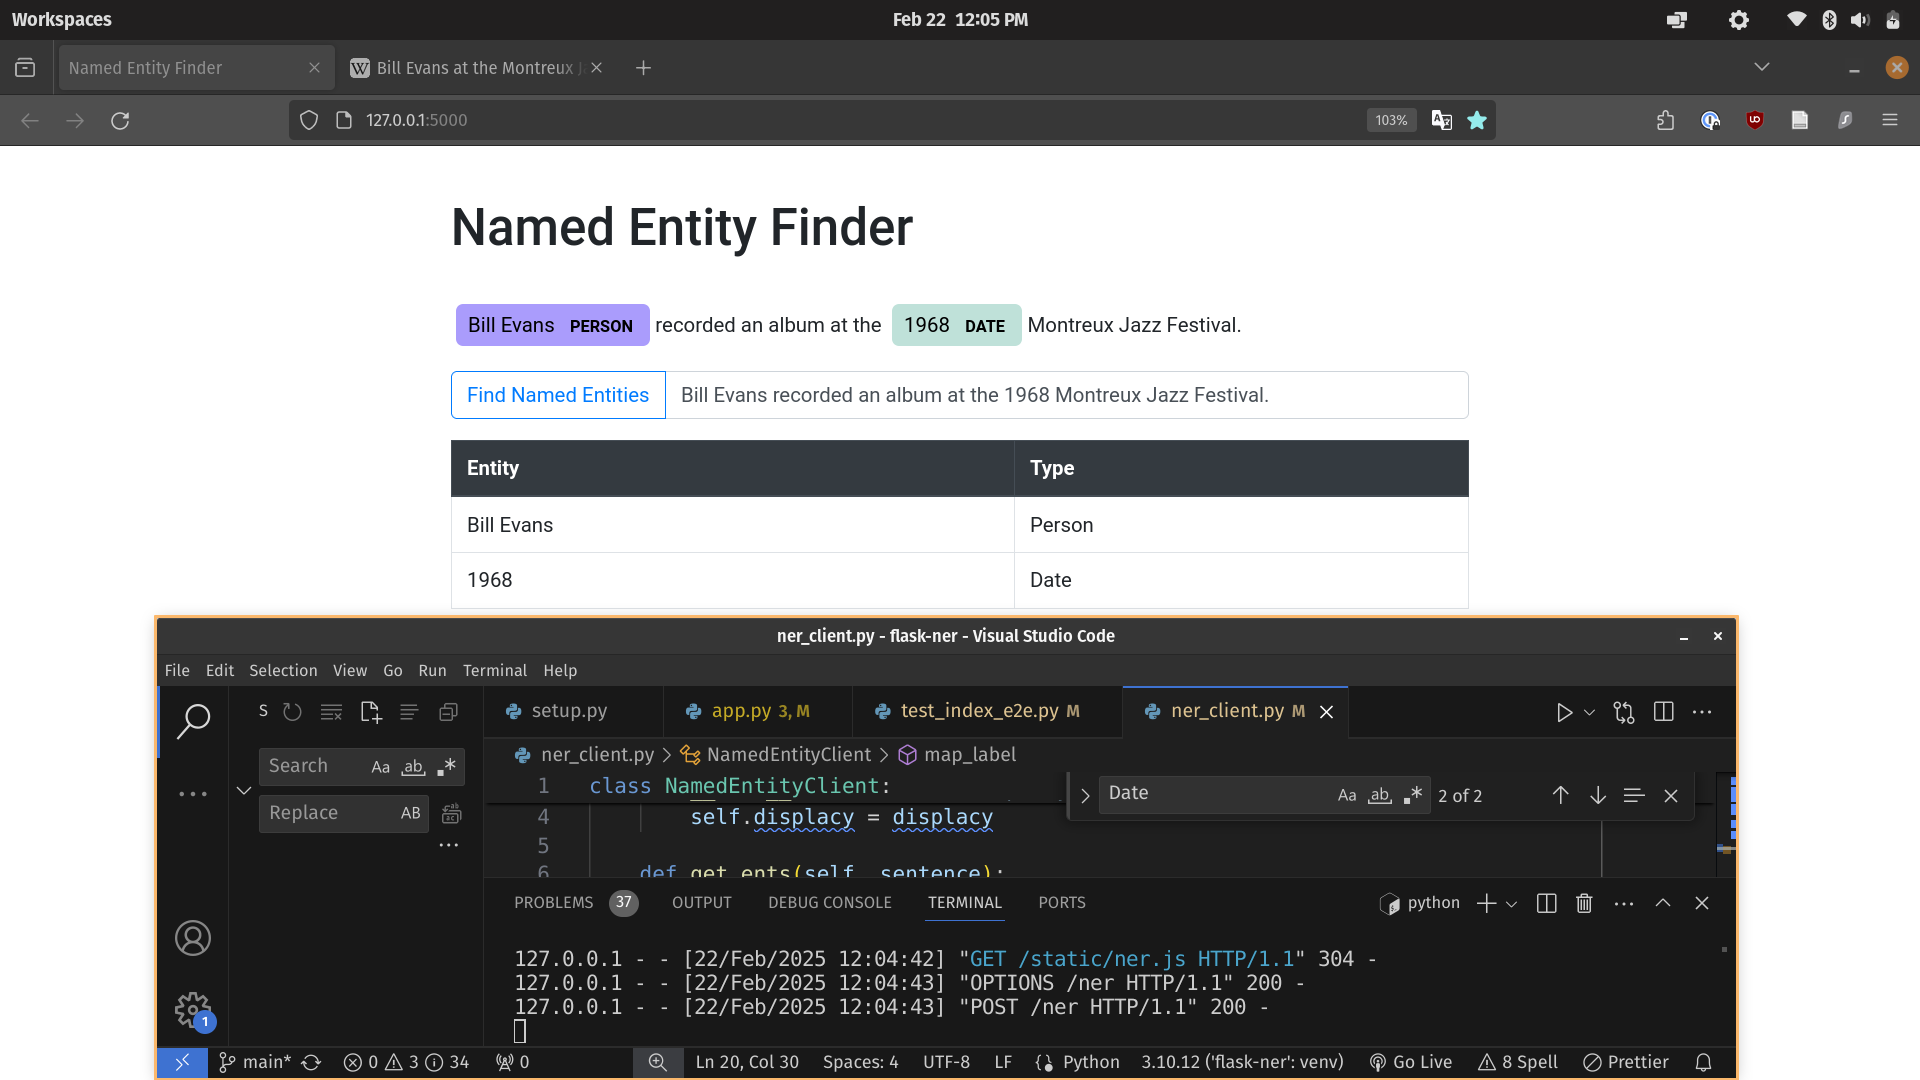 Workspaces
Feb 22 12:05 PM
Named Entity Finder
Bill Evans at the Montreux J
127.0.0.1:5000
103%
Named Entity Finder
Bill Evans PERSON recorded an album at the 1968 DATE Montreux Jazz Festival.
Find Named Entities Bill Evans recorded an album at the 1968 Montreux Jazz Festival.
Entity Type
Bill Evans Person
1968 Date
ner_client.py - flask-ner - Visual Studio Code
File Edit Selection View Go Run Terminal Help
S
setup.py app.py 3, M test_index_e2e.py M ner_client.py M
Search Aa ab .*
Replace AB
ner_client.py > NamedEntityClient > map_label
Date Aa ab .* 2 of 2
1 class NamedEntityClient:
4 self.displacy = displacy
5
6 def get_ents(self, sentence):
PROBLEMS 37 OUTPUT DEBUG CONSOLE TERMINAL PORTS
python
127.0.0.1 - - [22/Feb/2025 12:04:42] "GET /static/ner.js HTTP/1.1" 304 -
127.0.0.1 - - [22/Feb/2025 12:04:43] "OPTIONS /ner HTTP/1.1" 200 -
127.0.0.1 - - [22/Feb/2025 12:04:43] "POST /ner HTTP/1.1" 200 -
1
main* 0 3 34 0 Ln 20, Col 30 Spaces: 4 UTF-8 LF Python 3.10.12 ('flask-ner': venv) Go Live 8 Spell Prettier